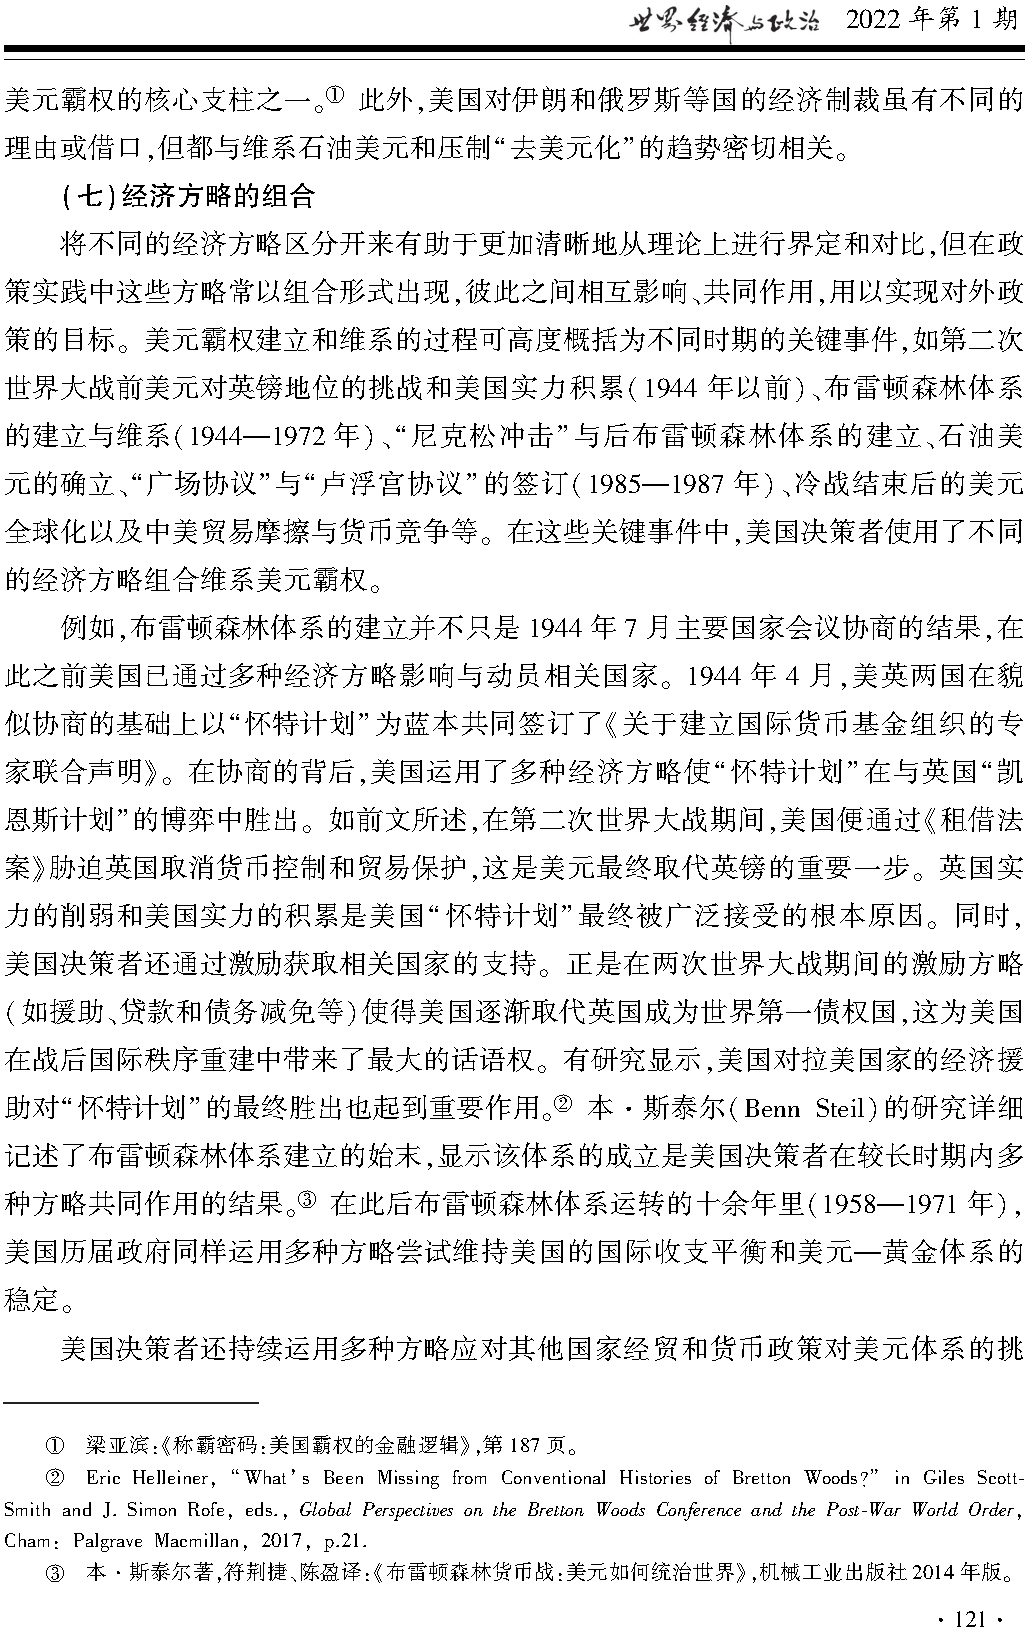 世界经济与政治 2022 年第 1 期
美元霸权的核心支柱之一。① 此外,美国对伊朗和俄罗斯等国的经济制裁虽有不同的
理由或借口,但都与维系石油美元和压制“去美元化”的趋势密切相关。
(七)经济方略的组合
将不同的经济方略区分开来有助于更加清晰地从理论上进行界定和对比,但在政
策实践中这些方略常以组合形式出现,彼此之间相互影响、共同作用,用以实现对外政
策的目标。美元霸权建立和维系的过程可高度概括为不同时期的关键事件,如第二次
世界大战前美元对英镑地位的挑战和美国实力积累(1944 年以前)、布雷顿森林体系
的建立与维系(1944—1972 年)、“尼克松冲击”与后布雷顿森林体系的建立、石油美
元的确立、“广场协议”与“卢浮宫协议”的签订(1985—1987 年)、冷战结束后的美元
全球化以及中美贸易摩擦与货币竞争等。在这些关键事件中,美国决策者使用了不同
的经济方略组合维系美元霸权。
例如,布雷顿森林体系的建立并不只是 1944 年 7 月主要国家会议协商的结果,在
此之前美国已通过多种经济方略影响与动员相关国家。1944 年 4 月,美英两国在貌
似协商的基础上以“怀特计划”为蓝本共同签订了《关于建立国际货币基金组织的专
家联合声明》。在协商的背后,美国运用了多种经济方略使“怀特计划”在与英国“凯
恩斯计划”的博弈中胜出。如前文所述,在第二次世界大战期间,美国便通过《租借法
案》胁迫英国取消货币控制和贸易保护,这是美元最终取代英镑的重要一步。英国实
力的削弱和美国实力的积累是美国“怀特计划”最终被广泛接受的根本原因。同时,
美国决策者还通过激励获取相关国家的支持。正是在两次世界大战期间的激励方略
(如援助、贷款和债务减免等)使得美国逐渐取代英国成为世界第一债权国,这为美国
在战后国际秩序重建中带来了最大的话语权。有研究显示,美国对拉美国家的经济援
助对“怀特计划”的最终胜出也起到重要作用。② 本·斯泰尔(Benn Steil)的研究详细
记述了布雷顿森林体系建立的始末,显示该体系的成立是美国决策者在较长时期内多
种方略共同作用的结果。③ 在此后布雷顿森林体系运转的十余年里(1958—1971 年),
美国历届政府同样运用多种方略尝试维持美国的国际收支平衡和美元—黄金体系的
稳定。
美国决策者还持续运用多种方略应对其他国家经贸和货币政策对美元体系的挑
① 梁亚滨:《称霸密码:美国霸权的金融逻辑》,第 187 页。
② Eric Helleiner, “What’s Been Missing from Conventional Histories of Bretton Woods?” in Giles Scott-
Smith and J. Simon Rofe, eds., Global Perspectives on the Bretton Woods Conference and the Post-War World Order,
Cham: Palgrave Macmillan, 2017, p.21.
③ 本·斯泰尔著,符荆捷、陈盈译:《布雷顿森林货币战:美元如何统治世界》,机械工业出版社 2014 年版。
· 121 ·